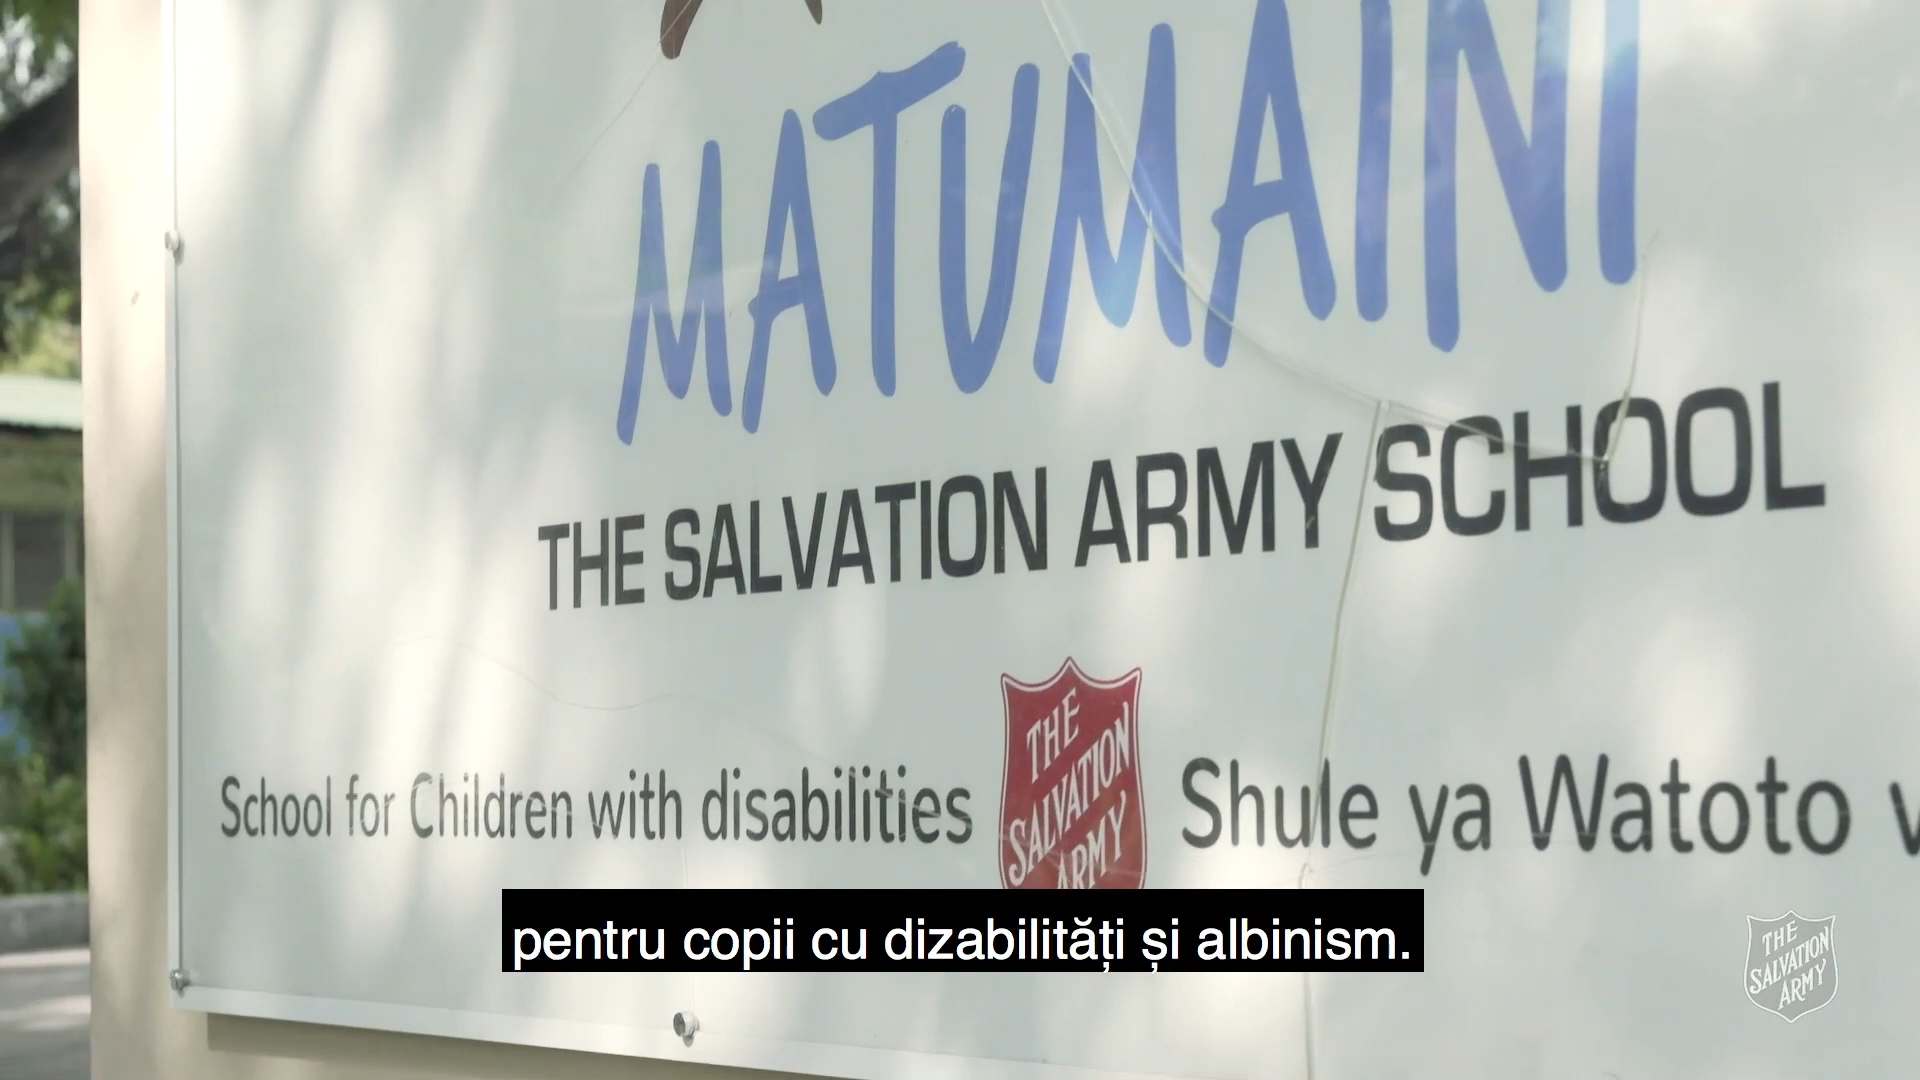 MATUMAINI
THE SALVATION ARMY SCHOOL
School for Children with disabilities
THE
SALVATION
ARMY
Shule ya Watoto
pentru copii cu dizabilități și albinism.
THE
SALVATION
ARMY